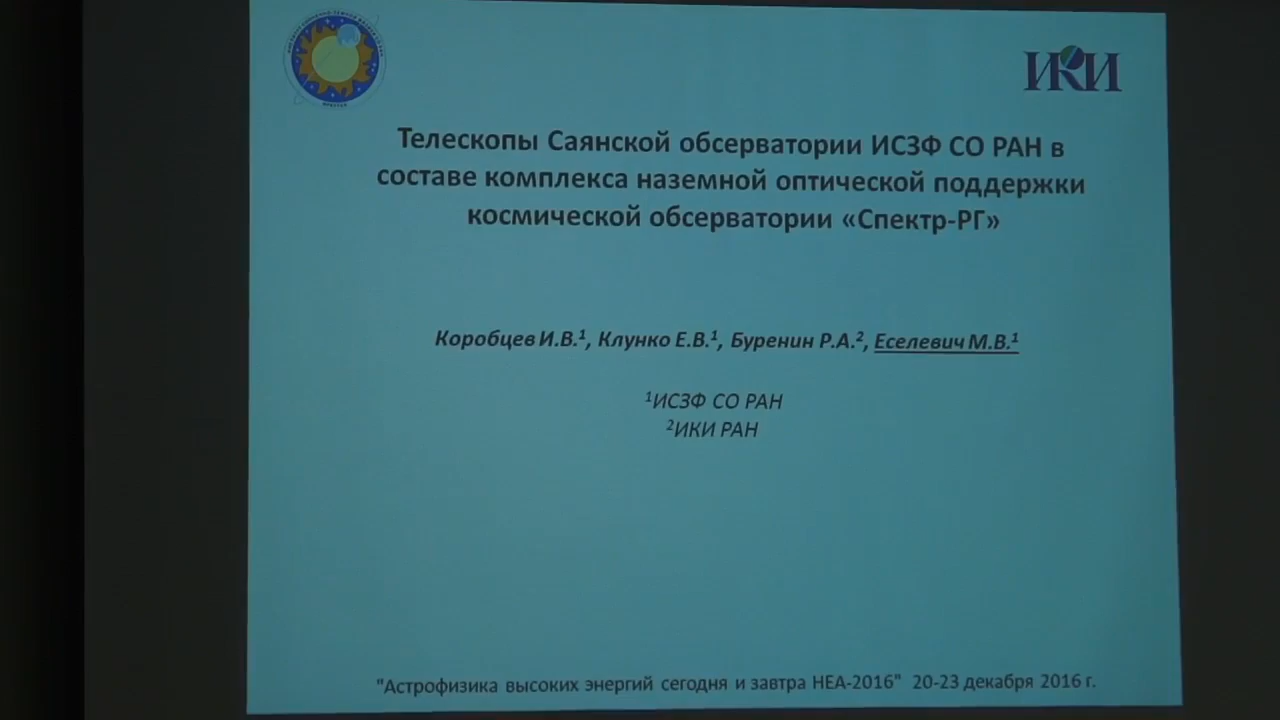 ИКИ
Телескопы Саянской обсерватории ИСЗФ СО РАН в
составе комплекса наземной оптической поддержки
космической обсерватории «Спектр-РГ»
Коробцев И.В.¹, Клунко Е.В.¹, Буренин Р.А.², Еселевич М.В.¹
¹ИСЗФ СО РАН
²ИКИ РАН
"Астрофизика высоких энергий сегодня и завтра НЕА-2016" 20-23 декабря 2016 г.